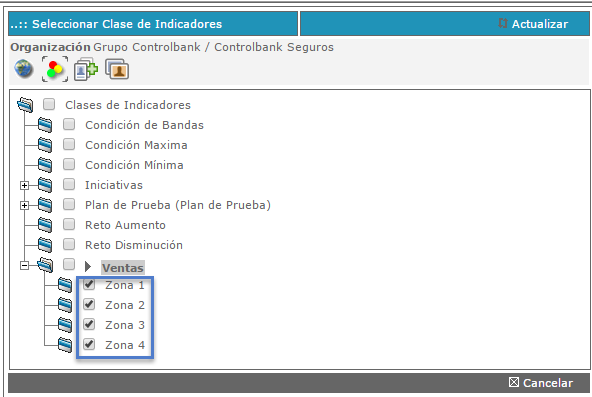 ..:: Seleccionar Clase de Indicadores
Actualizar
Organización Grupo Controlbank / Controlbank Seguros
Clases de Indicadores
Condición de Bandas
Condición Maxima
Condición Mínima
Iniciativas
Plan de Prueba (Plan de Prueba)
Reto Aumento
Reto Disminución
Ventas
Zona 1
Zona 2
Zona 3
Zona 4
Cancelar